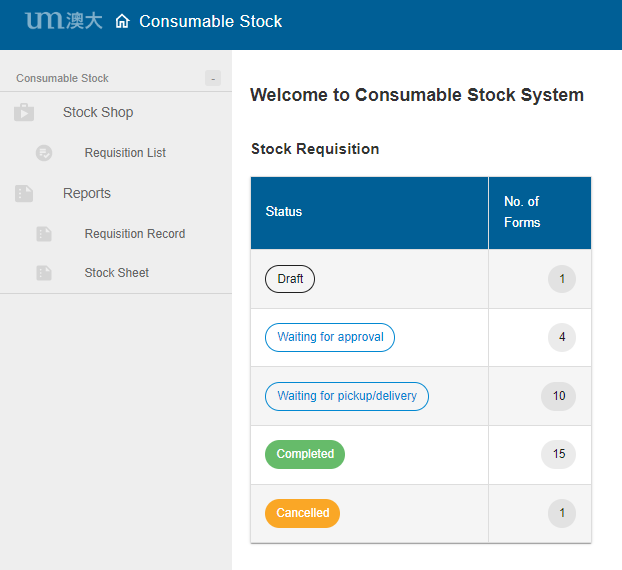 um澳大 Consumable Stock
Consumable Stock -
Stock Shop
Requisition List
Reports
Requisition Record
Stock Sheet
Welcome to Consumable Stock System
Stock Requisition
Status No. of
Forms
Draft 1
Waiting for approval 4
Waiting for pickup/delivery 10
Completed 15
Cancelled 1